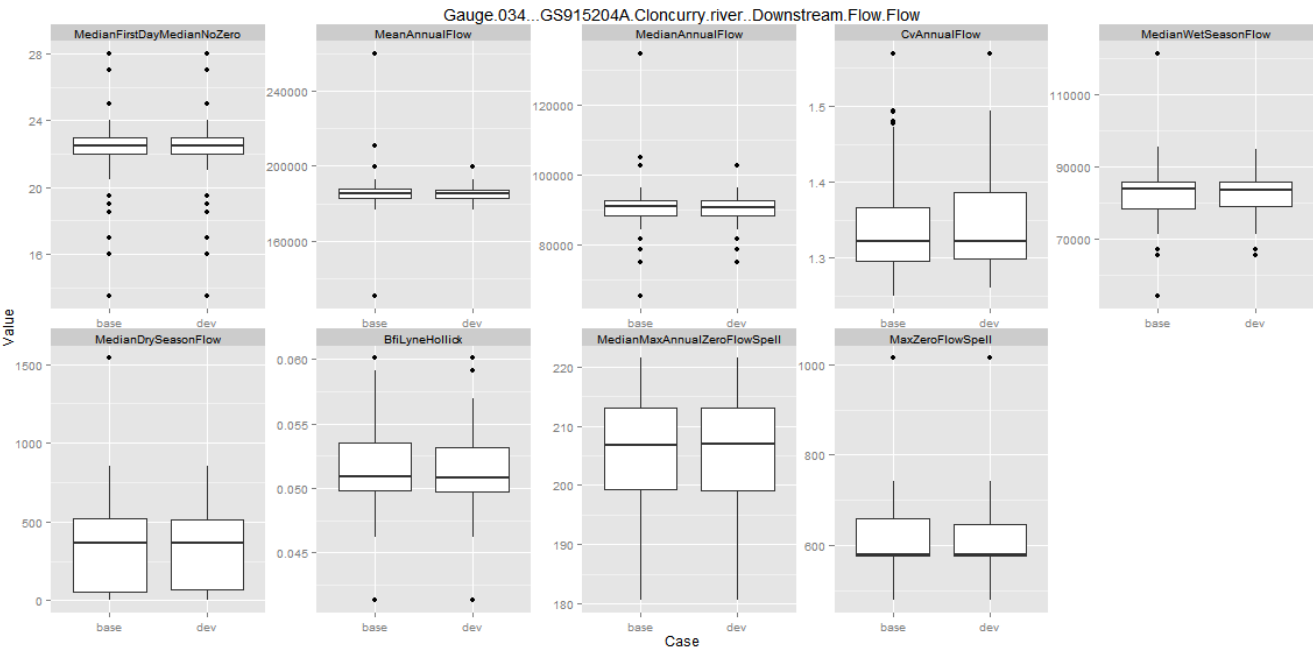 Gauge.034...GS915204A.Cloncurry.river..Downstream.Flow.Flow
MedianFirstDayMedianNoZero
28
24
20
16
base dev
MeanAnnualFlow
240000
200000
160000
base dev
MedianAnnualFlow
120000
100000
80000
base dev
CvAnnualFlow
1.5
1.4
1.3
base dev
MedianWetSeasonFlow
110000
90000
70000
base dev
Value
MedianDrySeasonFlow
1500
1000
500
0
base dev
BfiLyneHollick
0.060
0.055
0.050
0.045
base dev
MedianMaxAnnualZeroFlowSpell
220
210
200
190
180
base dev
MaxZeroFlowSpell
1000
800
600
base dev
Case